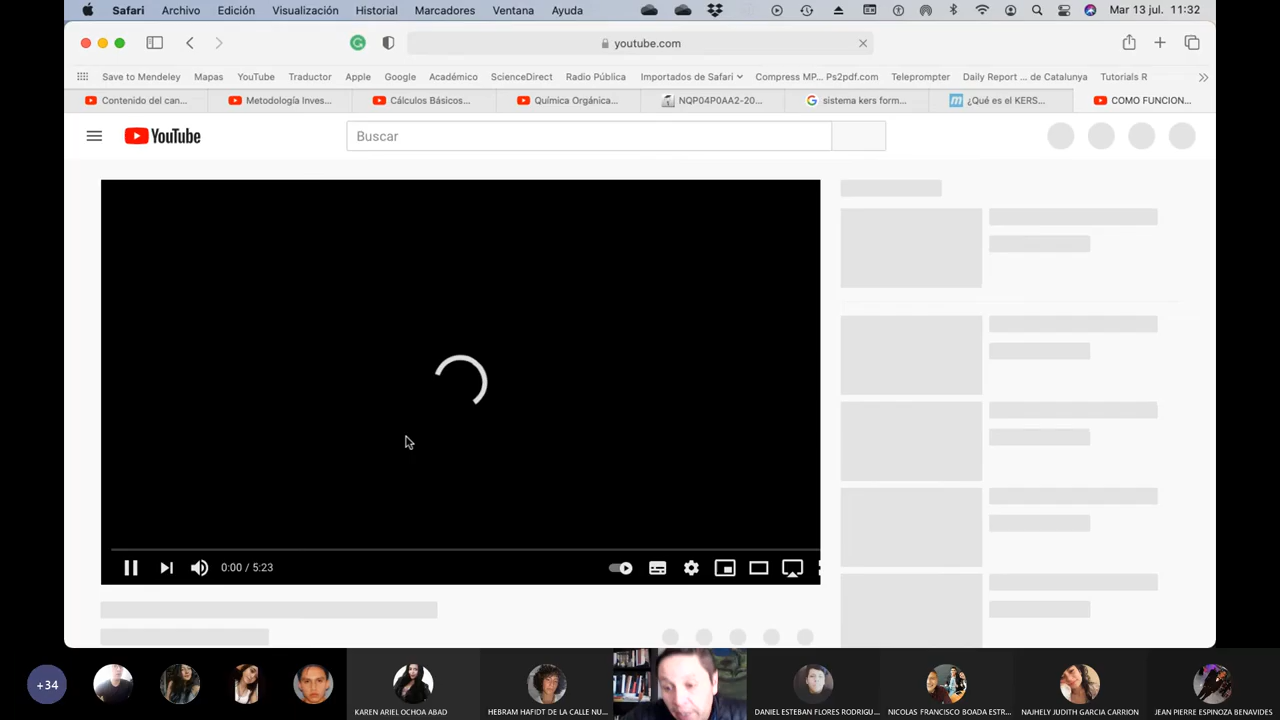 Safari Archivo Edición Visualización Historial Marcadores Ventana Ayuda Mar 13 jul. 11:32
youtube.com
Save to Mendeley Mapas YouTube Traductor Apple Google Académico ScienceDirect Radio Pública Importados de Safari Compress MP... Ps2pdf.com Teleprompter Daily Report ... de Catalunya Tutorials R
Contenido del can... Metodología Inves... Cálculos Básicos... Química Orgánica... NQP04P0AA2-20... sistema kers form... ¿Qué es el KERS... COMO FUNCION...
YouTube Buscar
0:00 / 5:23
+34
KAREN ARIEL OCHOA ABAD HEBRAM HAFIDT DE LA CALLE NU... DANIEL ESTEBAN FLORES RODRIGU... NICOLAS FRANCISCO BOADA ESTR... NAJHELY JUDITH GARCIA CARRION JEAN PIERRE ESPINOZA BENAVIDES